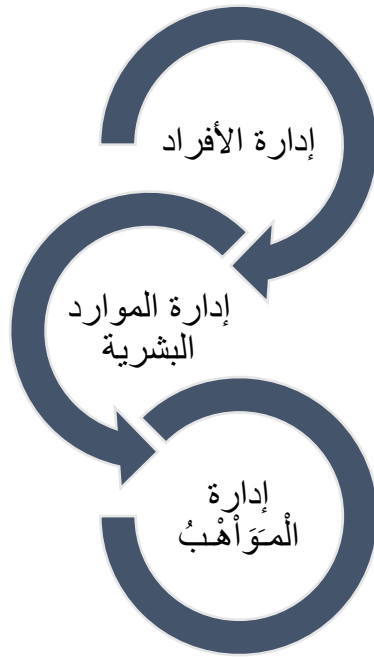 إدارة الأفراد
إدارة الموارد
البشرية
إدارة
الْمَوَاْهْبُ